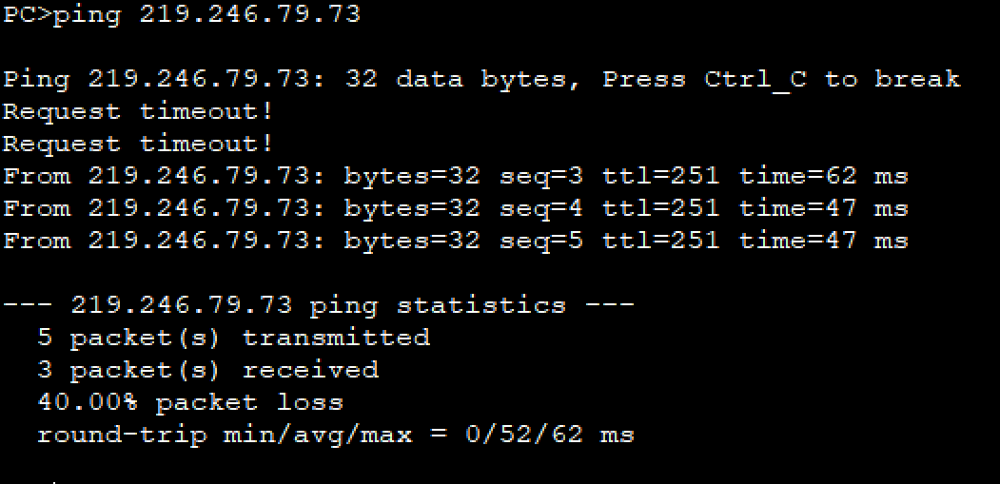 PC>ping 219.246.79.73
Ping 219.246.79.73: 32 data bytes, Press Ctrl_C to break
Request timeout!
Request timeout!
From 219.246.79.73: bytes=32 seq=3 ttl=251 time=62 ms
From 219.246.79.73: bytes=32 seq=4 ttl=251 time=47 ms
From 219.246.79.73: bytes=32 seq=5 ttl=251 time=47 ms
--- 219.246.79.73 ping statistics ---
5 packet(s) transmitted
3 packet(s) received
40.00% packet loss
round-trip min/avg/max = 0/52/62 ms